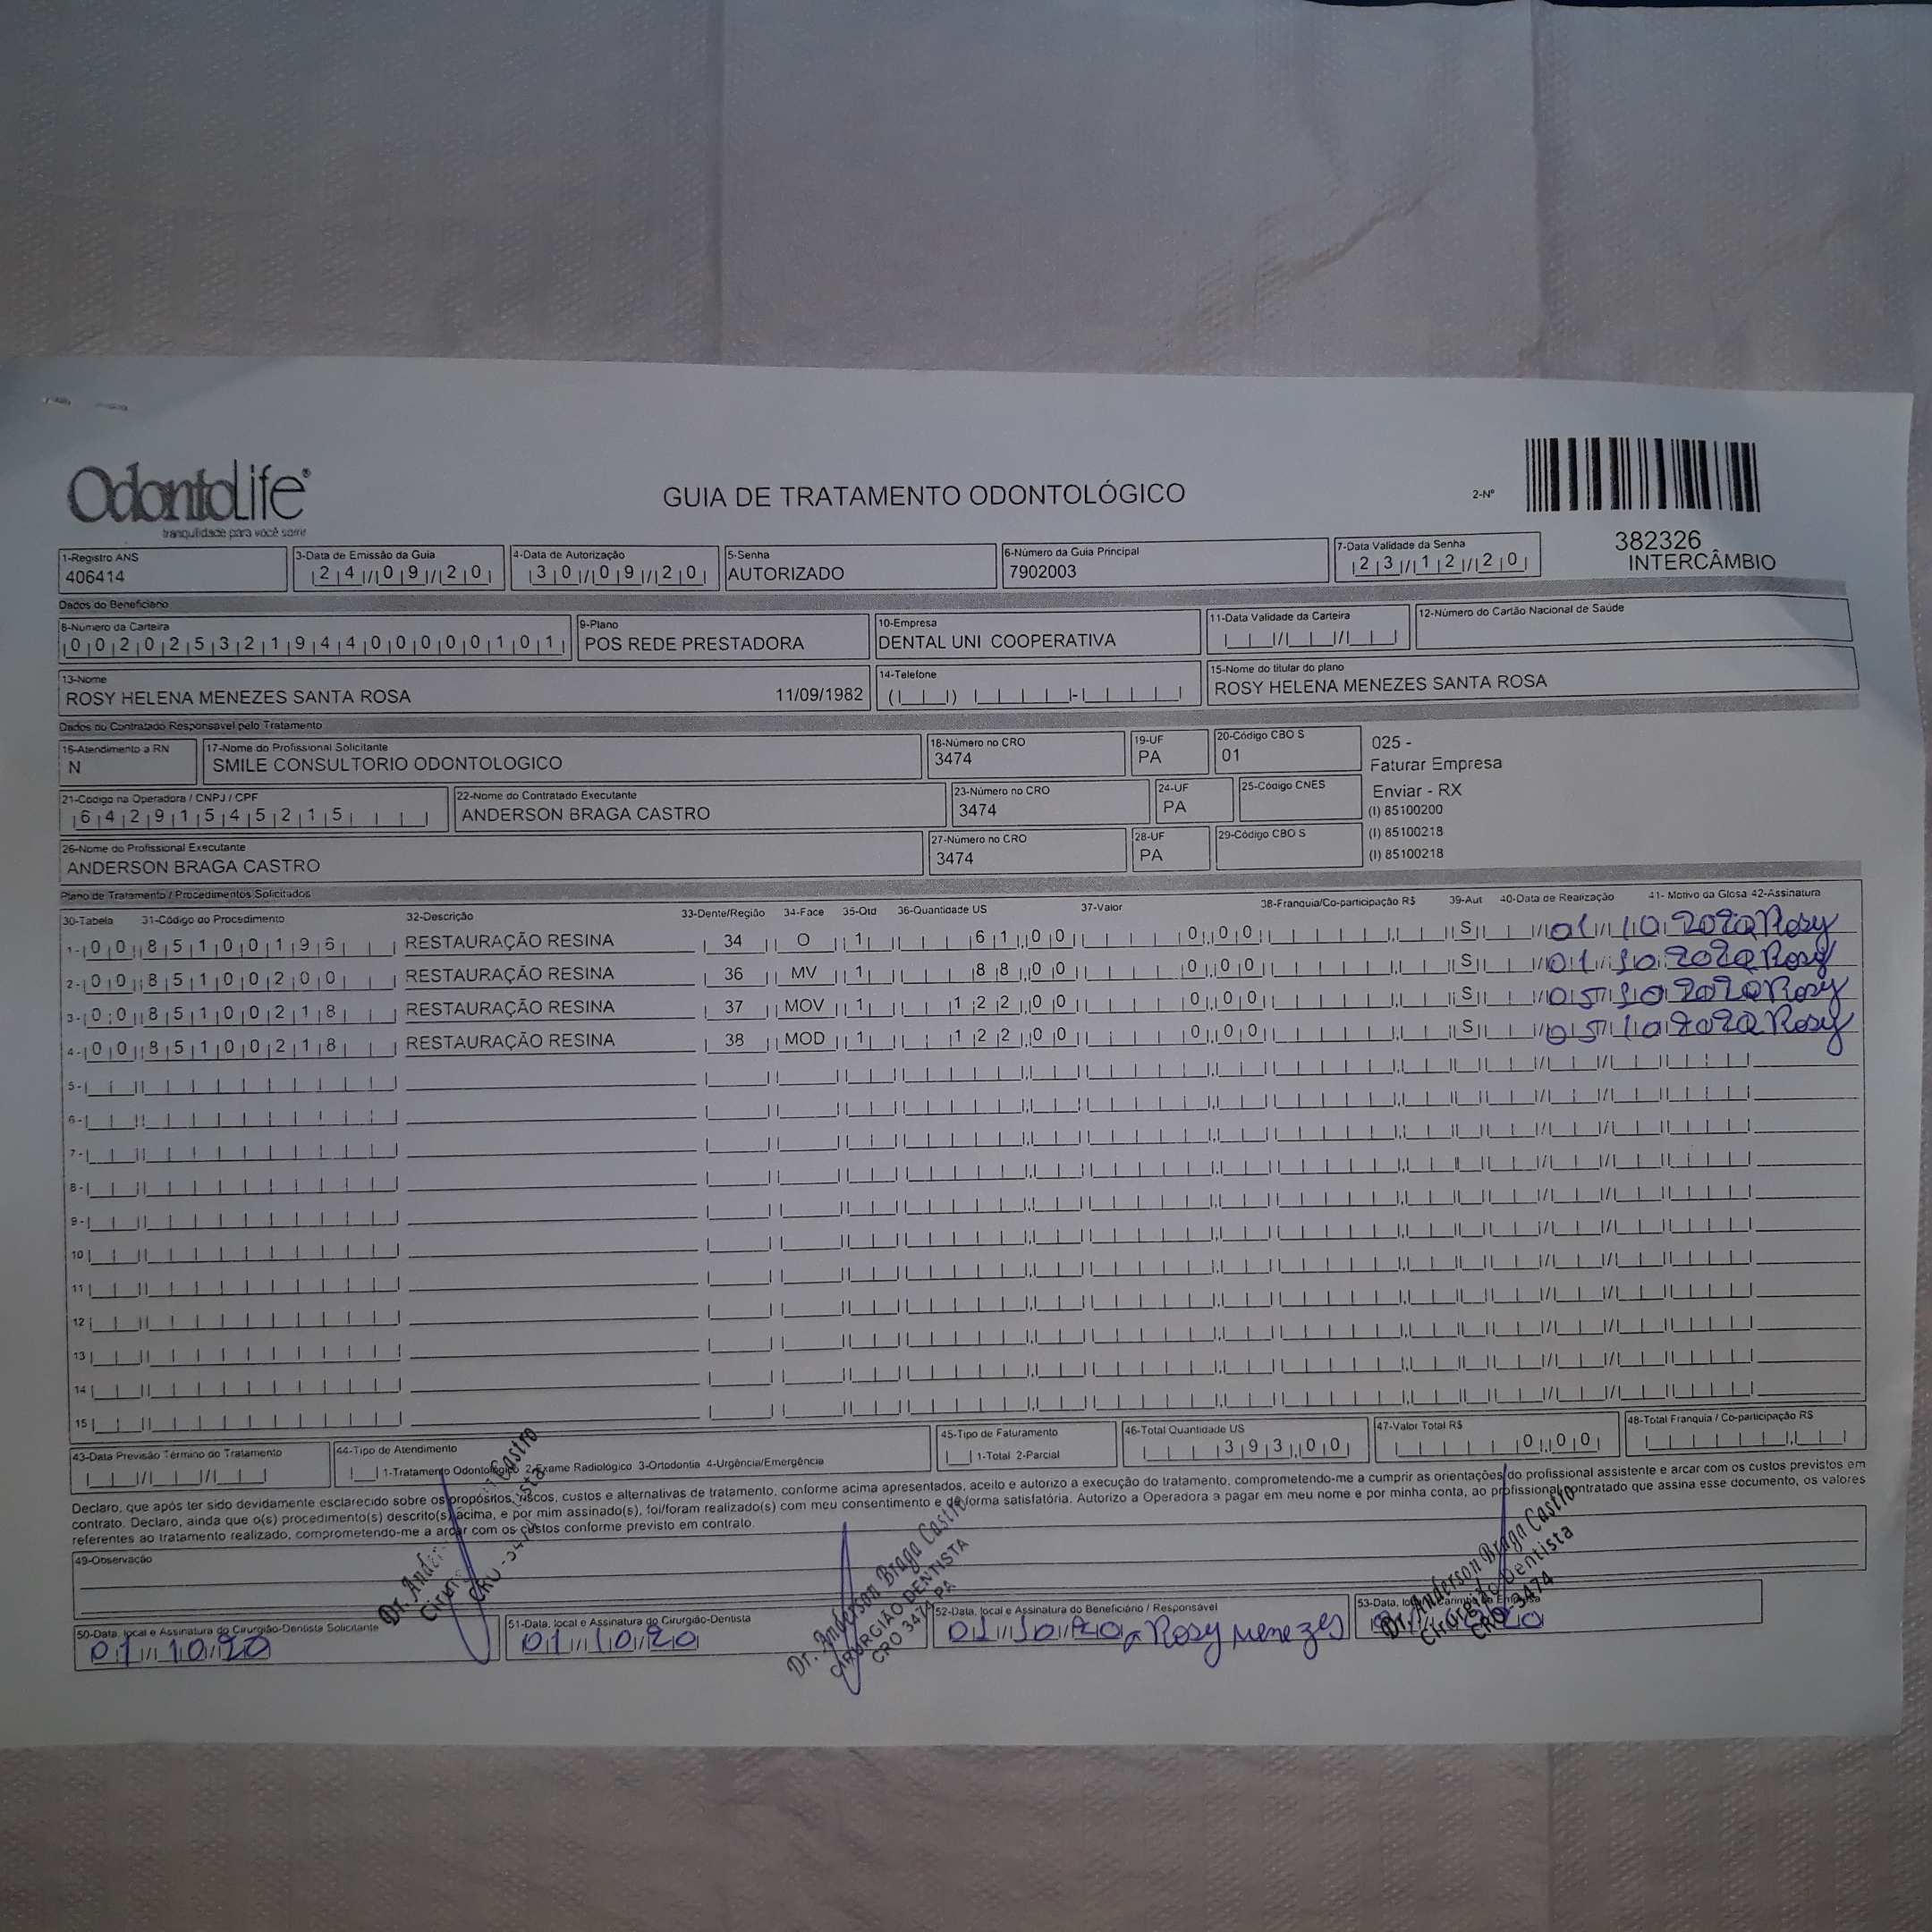 OdontoLife®
tranquilidade para você sorrir
GUIA DE TRATAMENTO ODONTOLÓGICO
2-Nº
382326
INTERCÂMBIO
1-Registro ANS
406414
3-Data de Emissão da Guia
24/09/20
4-Data de Autorização
30/09/20
5-Senha
AUTORIZADO
6-Número da Guia Principal
7902003
7-Data Validade da Senha
23/12/20
Dados do Beneficiário
8-Número da Carteira
00202532194400000101
9-Plano
POS REDE PRESTADORA
10-Empresa
DENTAL UNI COOPERATIVA
11-Data Validade da Carteira
12-Número do Cartão Nacional de Saúde
13-Nome
ROSY HELENA MENEZES SANTA ROSA 11/09/1982
14-Telefone
15-Nome do titular do plano
ROSY HELENA MENEZES SANTA ROSA
Dados do Contratado Responsável pelo Tratamento
16-Atendimento a RN
N
17-Nome do Profissional Solicitante
SMILE CONSULTORIO ODONTOLOGICO
18-Número no CRO
3474
19-UF
PA
20-Código CBO S
01
025 -
Faturar Empresa
Enviar - RX
(I) 85100200
(I) 85100218
(I) 85100218
21-Código na Operadora / CNPJ / CPF
64291545215
22-Nome do Contratado Executante
ANDERSON BRAGA CASTRO
23-Número no CRO
3474
24-UF
PA
25-Código CNES
26-Nome do Profissional Executante
ANDERSON BRAGA CASTRO
27-Número no CRO
3474
28-UF
PA
29-Código CBO S
Plano de Tratamento / Procedimentos Solicitados
30-Tabela 31-Código do Procedimento 32-Descrição 33-Dente/Região 34-Face 35-Qtd 36-Quantidade US 37-Valor 38-Franquia/Co-participação R$ 39-Aut 40-Data de Realização 41- Motivo da Glosa 42-Assinatura
1- 00 85100196 RESTAURAÇÃO RESINA 34 O 1 61,00 0,00 S 01/10.2020 Rosy
2- 00 85100200 RESTAURAÇÃO RESINA 36 MV 1 88,00 0,00 S 01/10.2020 Rosy
3- 00 85100218 RESTAURAÇÃO RESINA 37 MOV 1 122,00 0,00 S 05/10 2020 Rosy
4- 00 85100218 RESTAURAÇÃO RESINA 38 MOD 1 122,00 0,00 S 05/10 2020 Rosy
5-
6-
7-
8-
9-
10
11
12
13
14
15
43-Data Previsão Término do Tratamento
44-Tipo de Atendimento
1-Tratamento Odontológico 2-Exame Radiológico 3-Ortodontia 4-Urgência/Emergência
45-Tipo de Faturamento
1-Total 2-Parcial
46-Total Quantidade US
393,00
47-Valor Total R$
0,00
48-Total Franquia / Co-participação R$
Declaro, que após ter sido devidamente esclarecido sobre os propósitos, riscos, custos e alternativas de tratamento, conforme acima apresentados, aceito e autorizo a execução do tratamento, comprometendo-me a cumprir as orientações do profissional assistente e arcar com os custos previstos em
contrato. Declaro, ainda que o(s) procedimento(s) descrito(s) acima, e por mim assinado(s), foi/foram realizado(s) com meu consentimento e de forma satisfatória. Autorizo a Operadora a pagar em meu nome e por minha conta, ao profissional contratado que assina esse documento, os valores
referentes ao tratamento realizado, comprometendo-me a arcar com os custos conforme previsto em contrato.
49-Observação
50-Data, local e Assinatura do Cirurgião-Dentista Solicitante
01/10/20
51-Data, local e Assinatura do Cirurgião-Dentista
01/10/20
Dr. Anderson Braga Castro
CIRURGIÃO DENTISTA
CRO 3474 PA
52-Data, local e Assinatura do Beneficiário / Responsável
01/10/20 Rosy Menezes
53-Data, local
Dr. Anderson Braga Castro
Cirurgião Dentista
CRO 3474